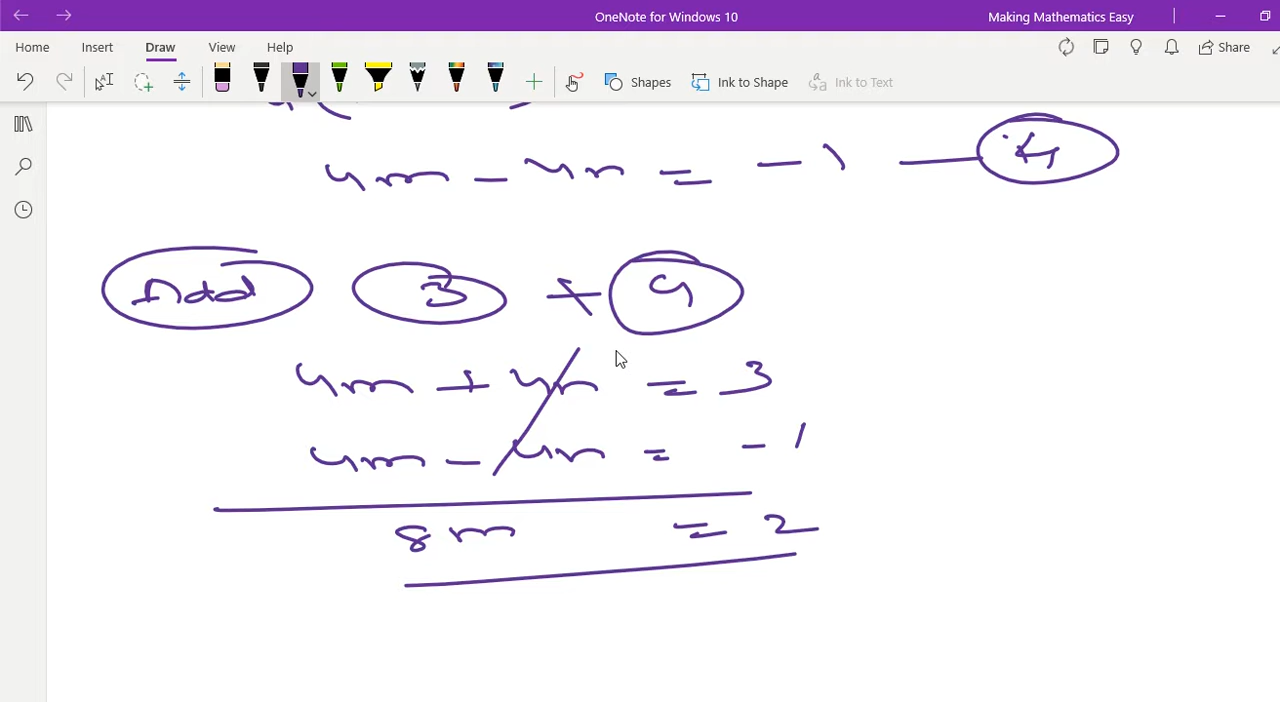 OneNote for Windows 10 Making Mathematics Easy
Home Insert Draw View Help Share
Shapes Ink to Shape Ink to Text
4m - 4n = -1 — 4
Add 3 + 4
4m + 4n = 3
4m - 4n = -1
8m = 2